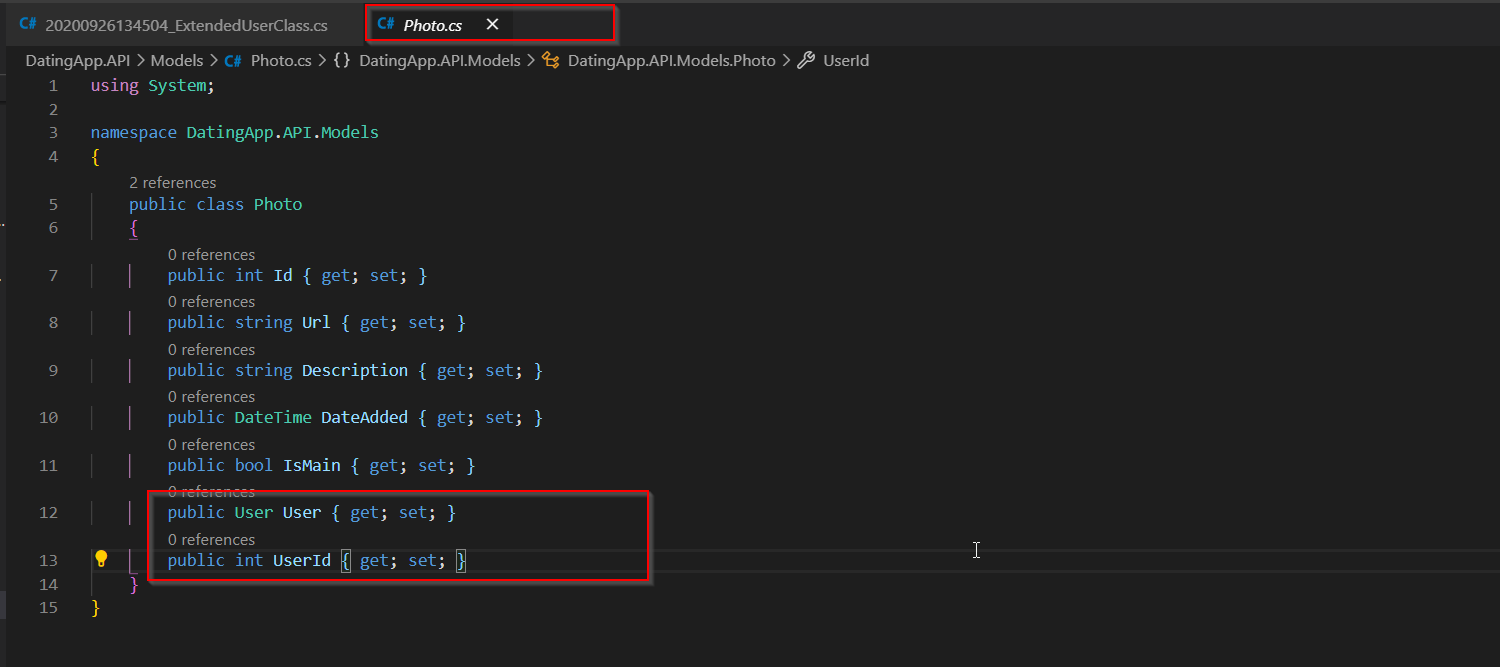 C# 20200926134504_ExtendedUserClass.cs C# Photo.cs
DatingApp.API > Models > C# Photo.cs > {} DatingApp.API.Models > DatingApp.API.Models.Photo > UserId
1 using System;
2
3 namespace DatingApp.API.Models
4 {
2 references
5 public class Photo
6 {
0 references
7 public int Id { get; set; }
0 references
8 public string Url { get; set; }
0 references
9 public string Description { get; set; }
0 references
10 public DateTime DateAdded { get; set; }
0 references
11 public bool IsMain { get; set; }
0 references
12 public User User { get; set; }
0 references
13 public int UserId { get; set; }
14 }
15 }